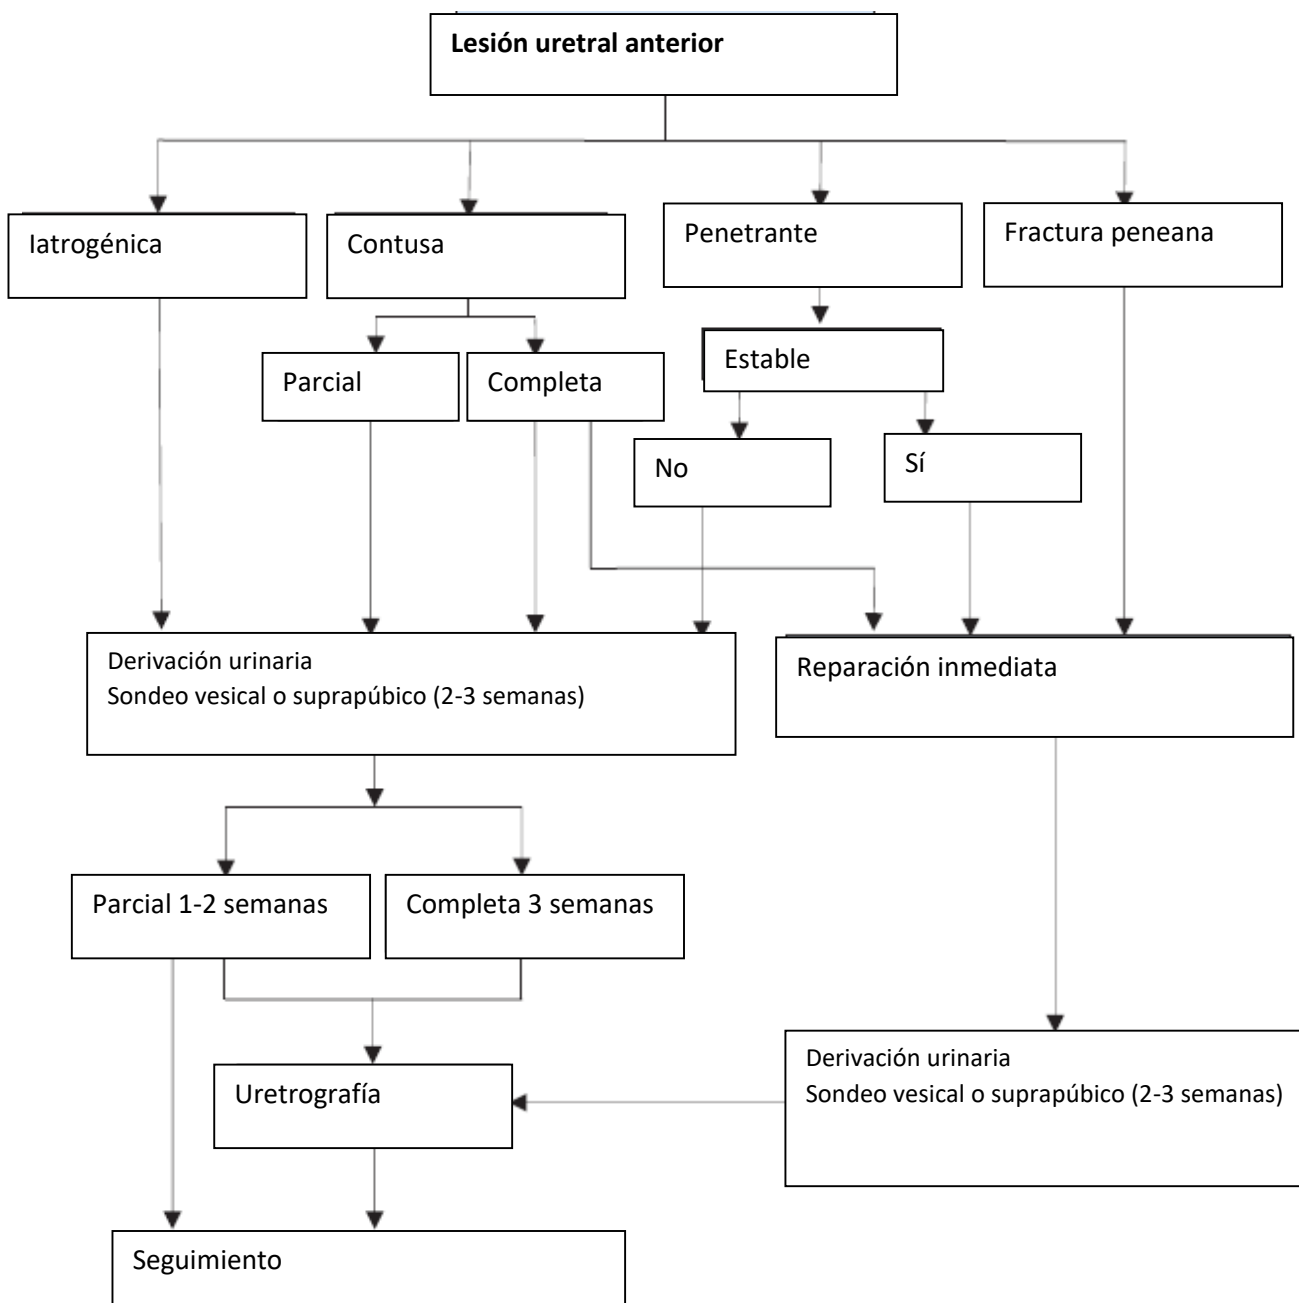 Lesión uretral anterior
Iatrogénica
Contusa
Penetrante
Fractura peneana
Parcial
Completa
Estable
No
Sí
Derivación urinaria
Sondeo vesical o suprapúbico (2-3 semanas)
Reparación inmediata
Parcial 1-2 semanas
Completa 3 semanas
Uretrografía
Derivación urinaria
Sondeo vesical o suprapúbico (2-3 semanas)
Seguimiento